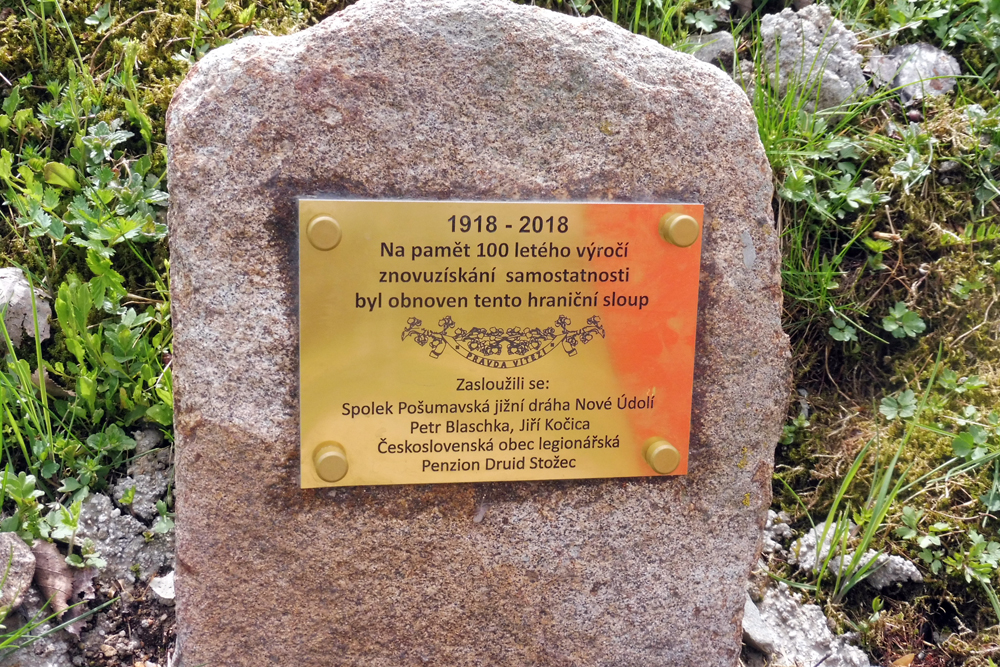 1918 - 2018
Na pamět 100 letého výročí
znovuzískání samostatnosti
byl obnoven tento hraniční sloup
PRAVDA VÍTĚZÍ
Zasloužili se:
Spolek Pošumavská jižní dráha Nové Údolí
Petr Blaschka, Jiří Kočica
Československá obec legionářská
Penzion Druid Stožec